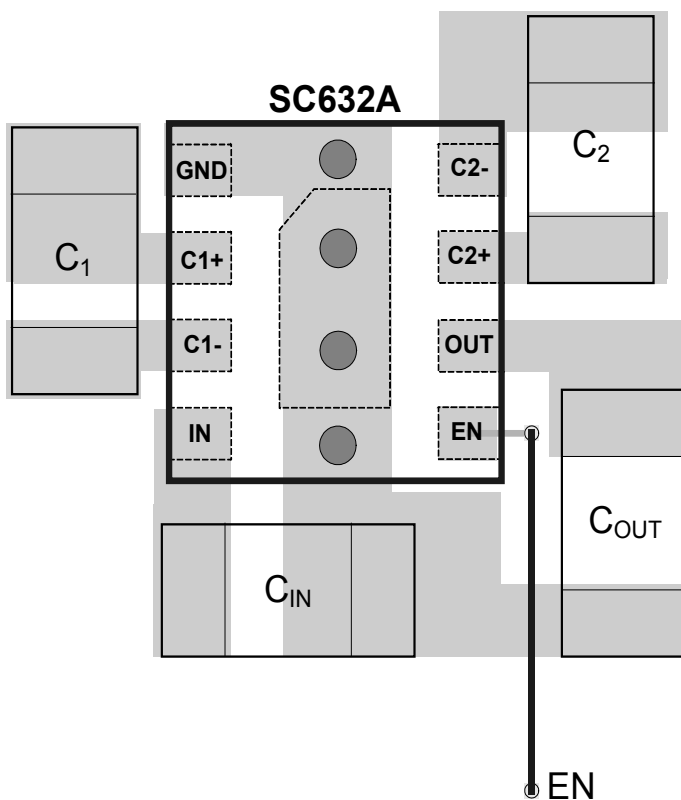 SC632A
C2
GND
C2-
C1
C1+
C2+
C1-
OUT
IN
EN
COUT
CIN
EN